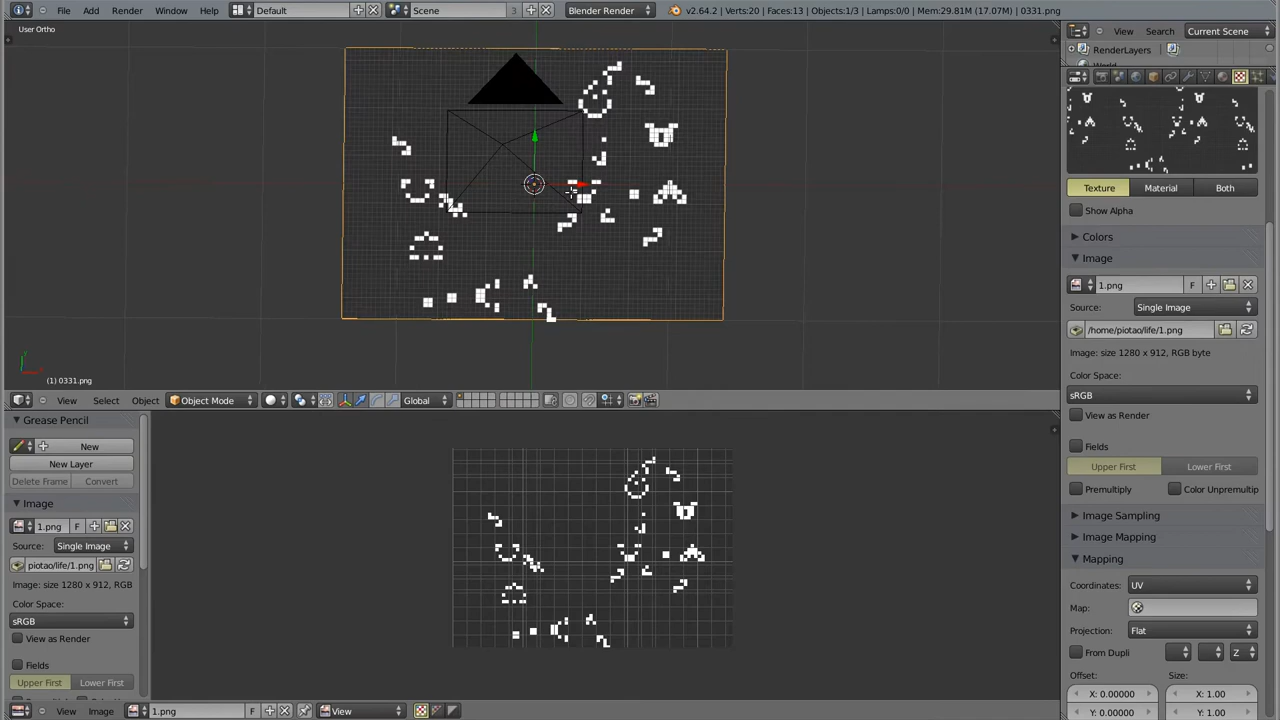 File Add Render Window Help Default Scene 3 Blender Render v2.64.2 | Verts:20 | Faces:13 | Objects:1/3 | Lamps:0/0 | Mem:29.81M (17.07M) | 0331.png
User Ortho
View Search Current Scene
RenderLayers
World
Texture Material Both
Show Alpha
Colors
Image
1.png F
Source: Single Image
/home/piotao/life/1.png
Image: size 1280 x 912, RGB byte
Color Space:
sRGB
View as Render
Fields
Upper First Lower First
Premultiply Color Unpremultip
Image Sampling
Image Mapping
Mapping
Coordinates: UV
Map:
Projection: Flat
From Dupli Z
Offset: Size:
X: 0.00000 X: 1.00
Y: 0.00000 Y: 1.00
(1) 0331.png
View Select Object Object Mode Global
Grease Pencil
New
New Layer
Delete Frame Convert
Image
1.png F
Source: Single Image
piotao/life/1.png
Image: size 1280 x 912, RGB
Color Space:
sRGB
View as Render
Fields
Upper First Lower First
View Image 1.png F View